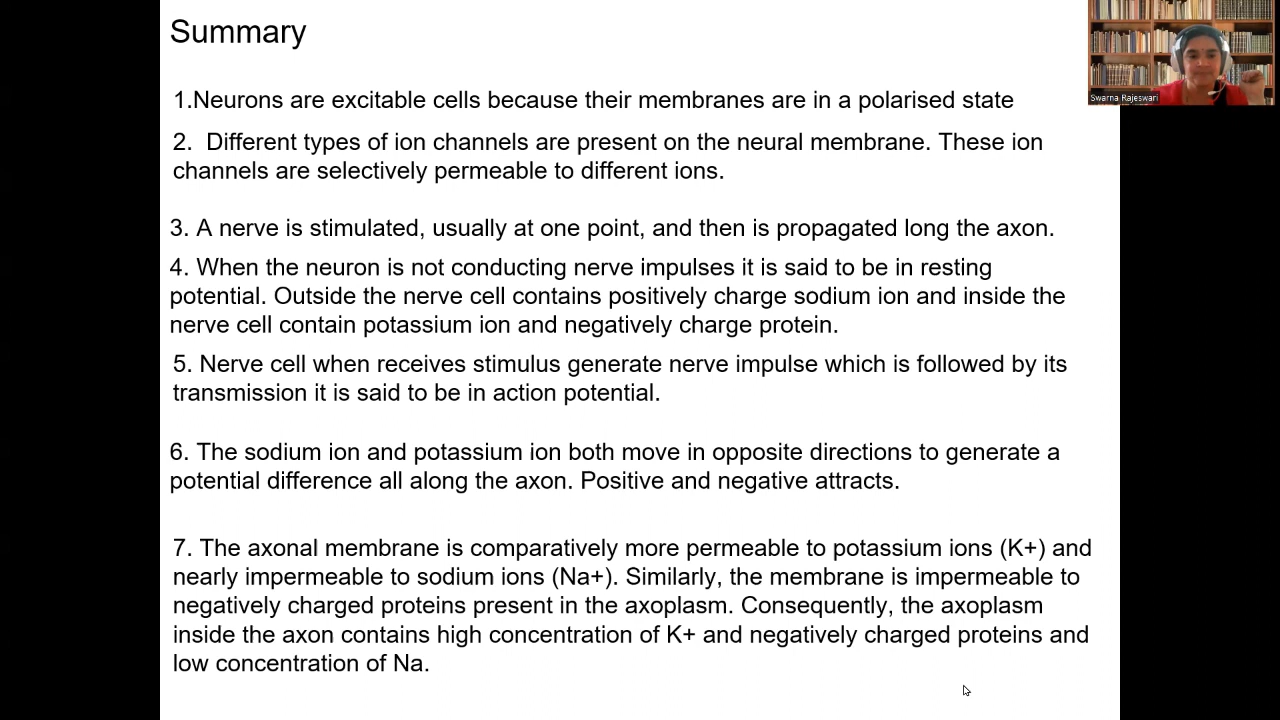 Summary
Swarna Rajeswari
1.Neurons are excitable cells because their membranes are in a polarised state
2. Different types of ion channels are present on the neural membrane. These ion
channels are selectively permeable to different ions.
3. A nerve is stimulated, usually at one point, and then is propagated long the axon.
4. When the neuron is not conducting nerve impulses it is said to be in resting
potential. Outside the nerve cell contains positively charge sodium ion and inside the
nerve cell contain potassium ion and negatively charge protein.
5. Nerve cell when receives stimulus generate nerve impulse which is followed by its
transmission it is said to be in action potential.
6. The sodium ion and potassium ion both move in opposite directions to generate a
potential difference all along the axon. Positive and negative attracts.
7. The axonal membrane is comparatively more permeable to potassium ions (K+) and
nearly impermeable to sodium ions (Na+). Similarly, the membrane is impermeable to
negatively charged proteins present in the axoplasm. Consequently, the axoplasm
inside the axon contains high concentration of K+ and negatively charged proteins and
low concentration of Na.